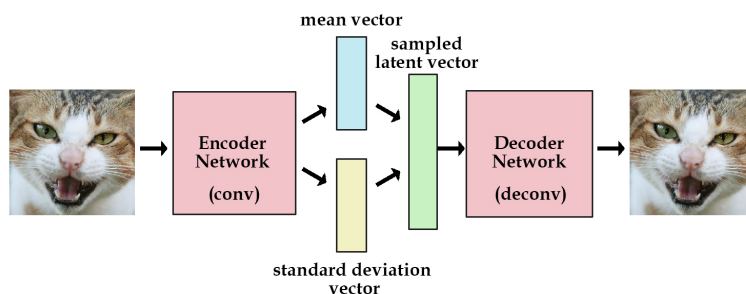 mean vector
sampled
latent vector
Encoder
Network
(conv)
Decoder
Network
(deconv)
standard deviation
vector